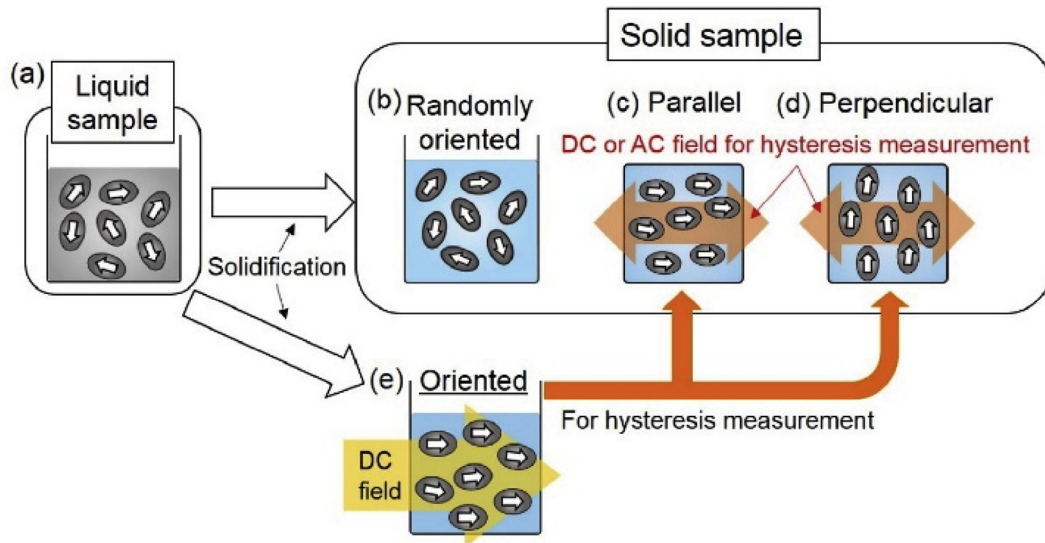 Solid sample
(a)
Liquid
sample
(b)
Randomly
oriented
(c) Parallel
(d) Perpendicular
DC or AC field for hysteresis measurement
Solidification
(e)
Oriented
DC
field
For hysteresis measurement